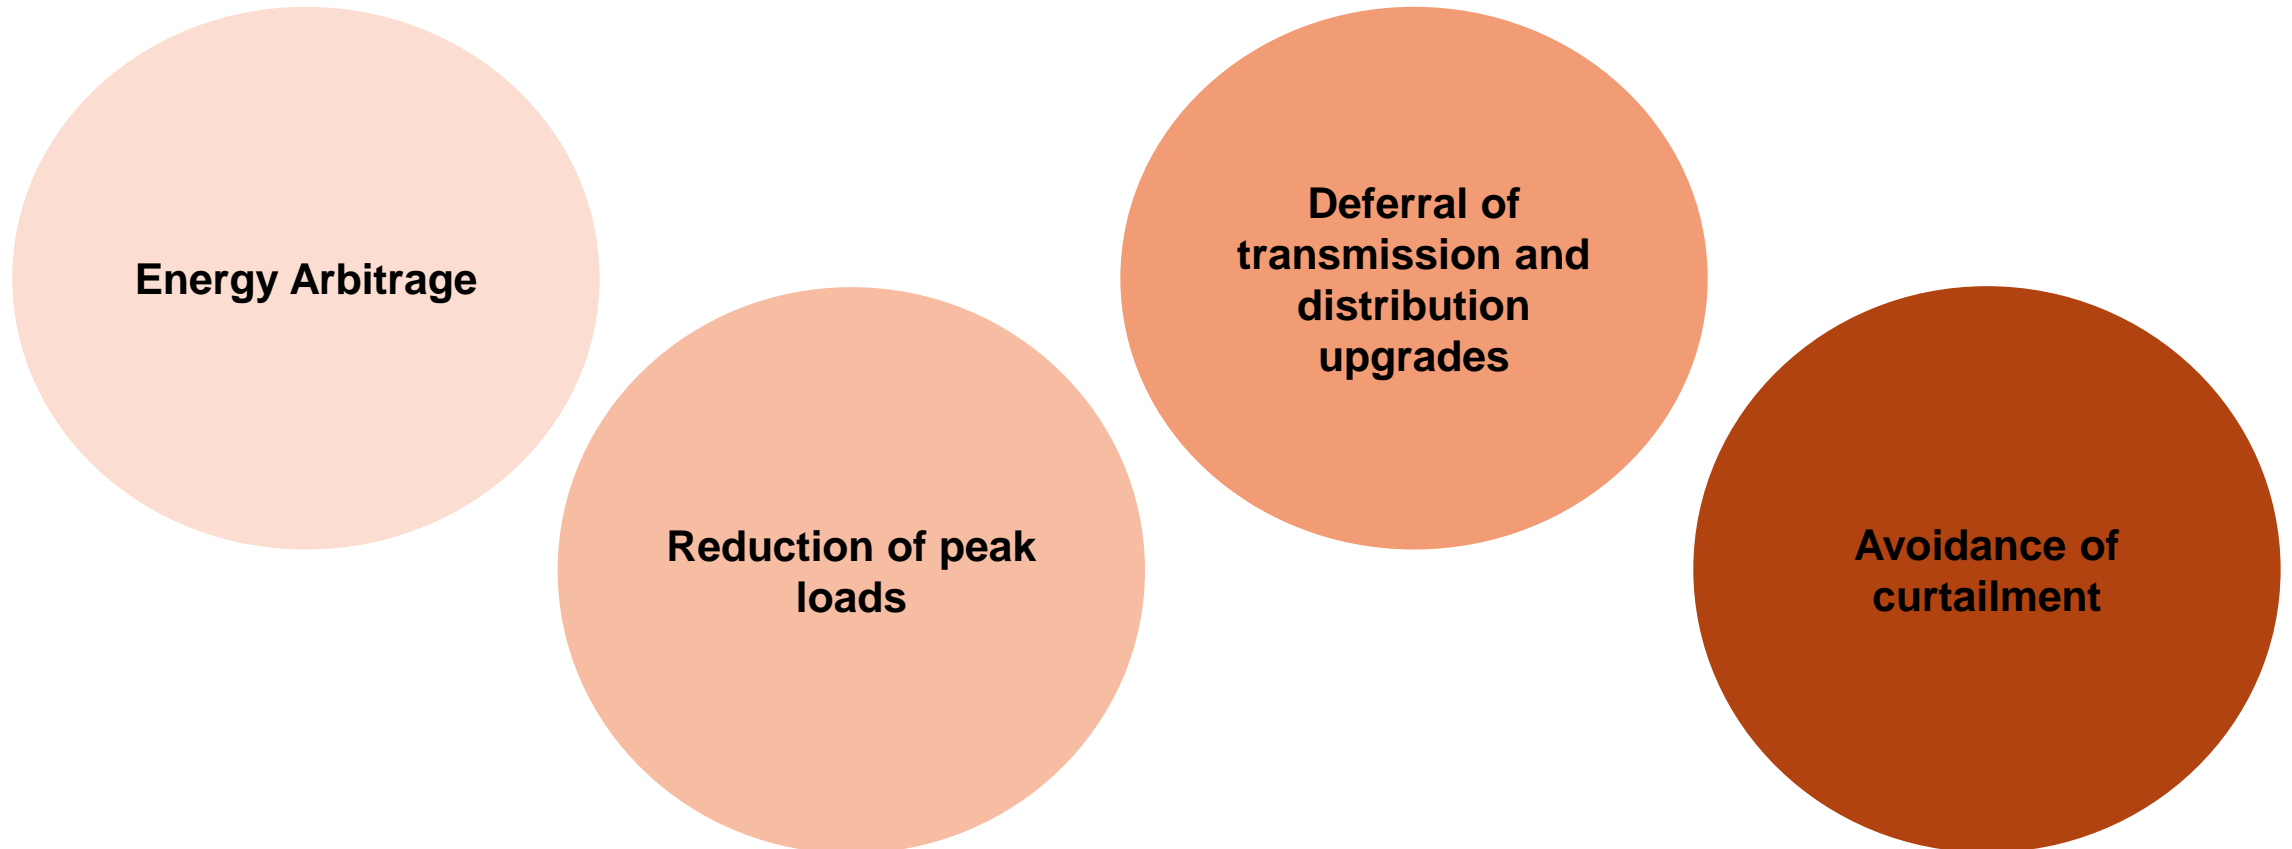 Energy Arbitrage
Reduction of peak
loads
Deferral of
transmission and
distribution
upgrades
Avoidance of
curtailment